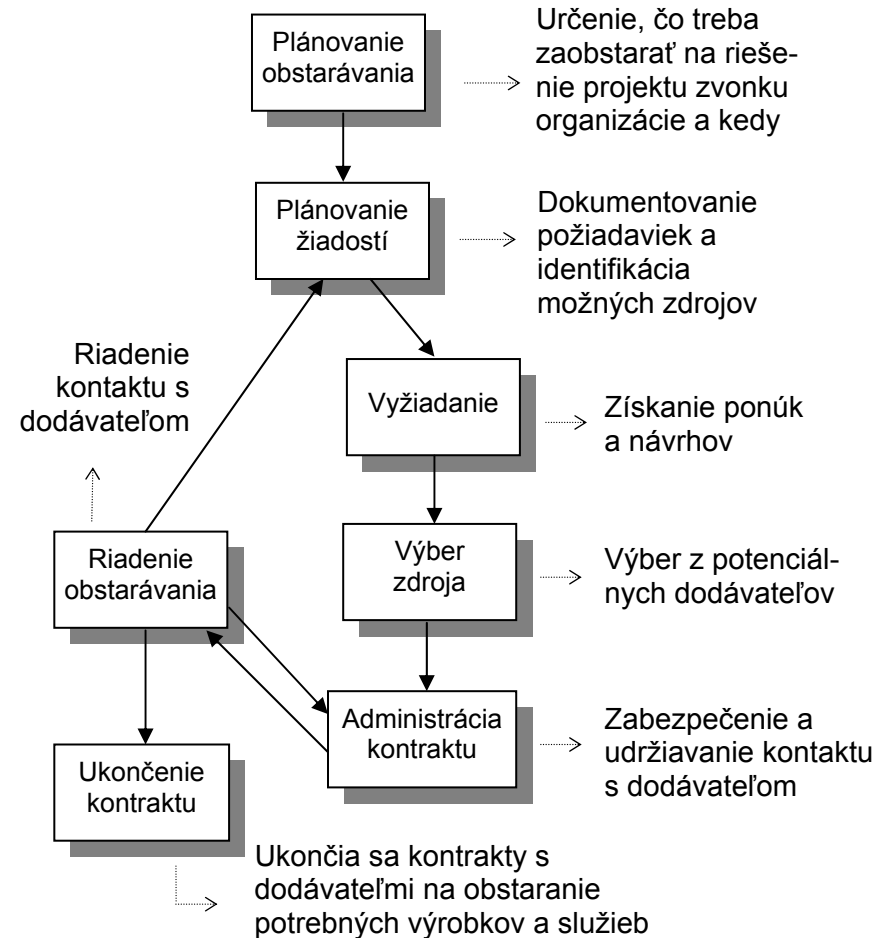 Plánovanie
obstarávania
Určenie, čo treba
zaobstarať na rieše-
nie projektu zvonku
organizácie a kedy
Plánovanie
žiadostí
Dokumentovanie
požiadaviek a
identifikácia
možných zdrojov
Riadenie
kontaktu s
dodávateľom
Vyžiadanie
Získanie ponúk
a návrhov
Riadenie
obstarávania
Výber
zdroja
Výber z potenciál-
nych dodávateľov
Administrácia
kontraktu
Zabezpečenie a
udržiavanie kontaktu
s dodávateľom
Ukončenie
kontraktu
Ukončia sa kontrakty s
dodávateľmi na obstaranie
potrebných výrobkov a služieb